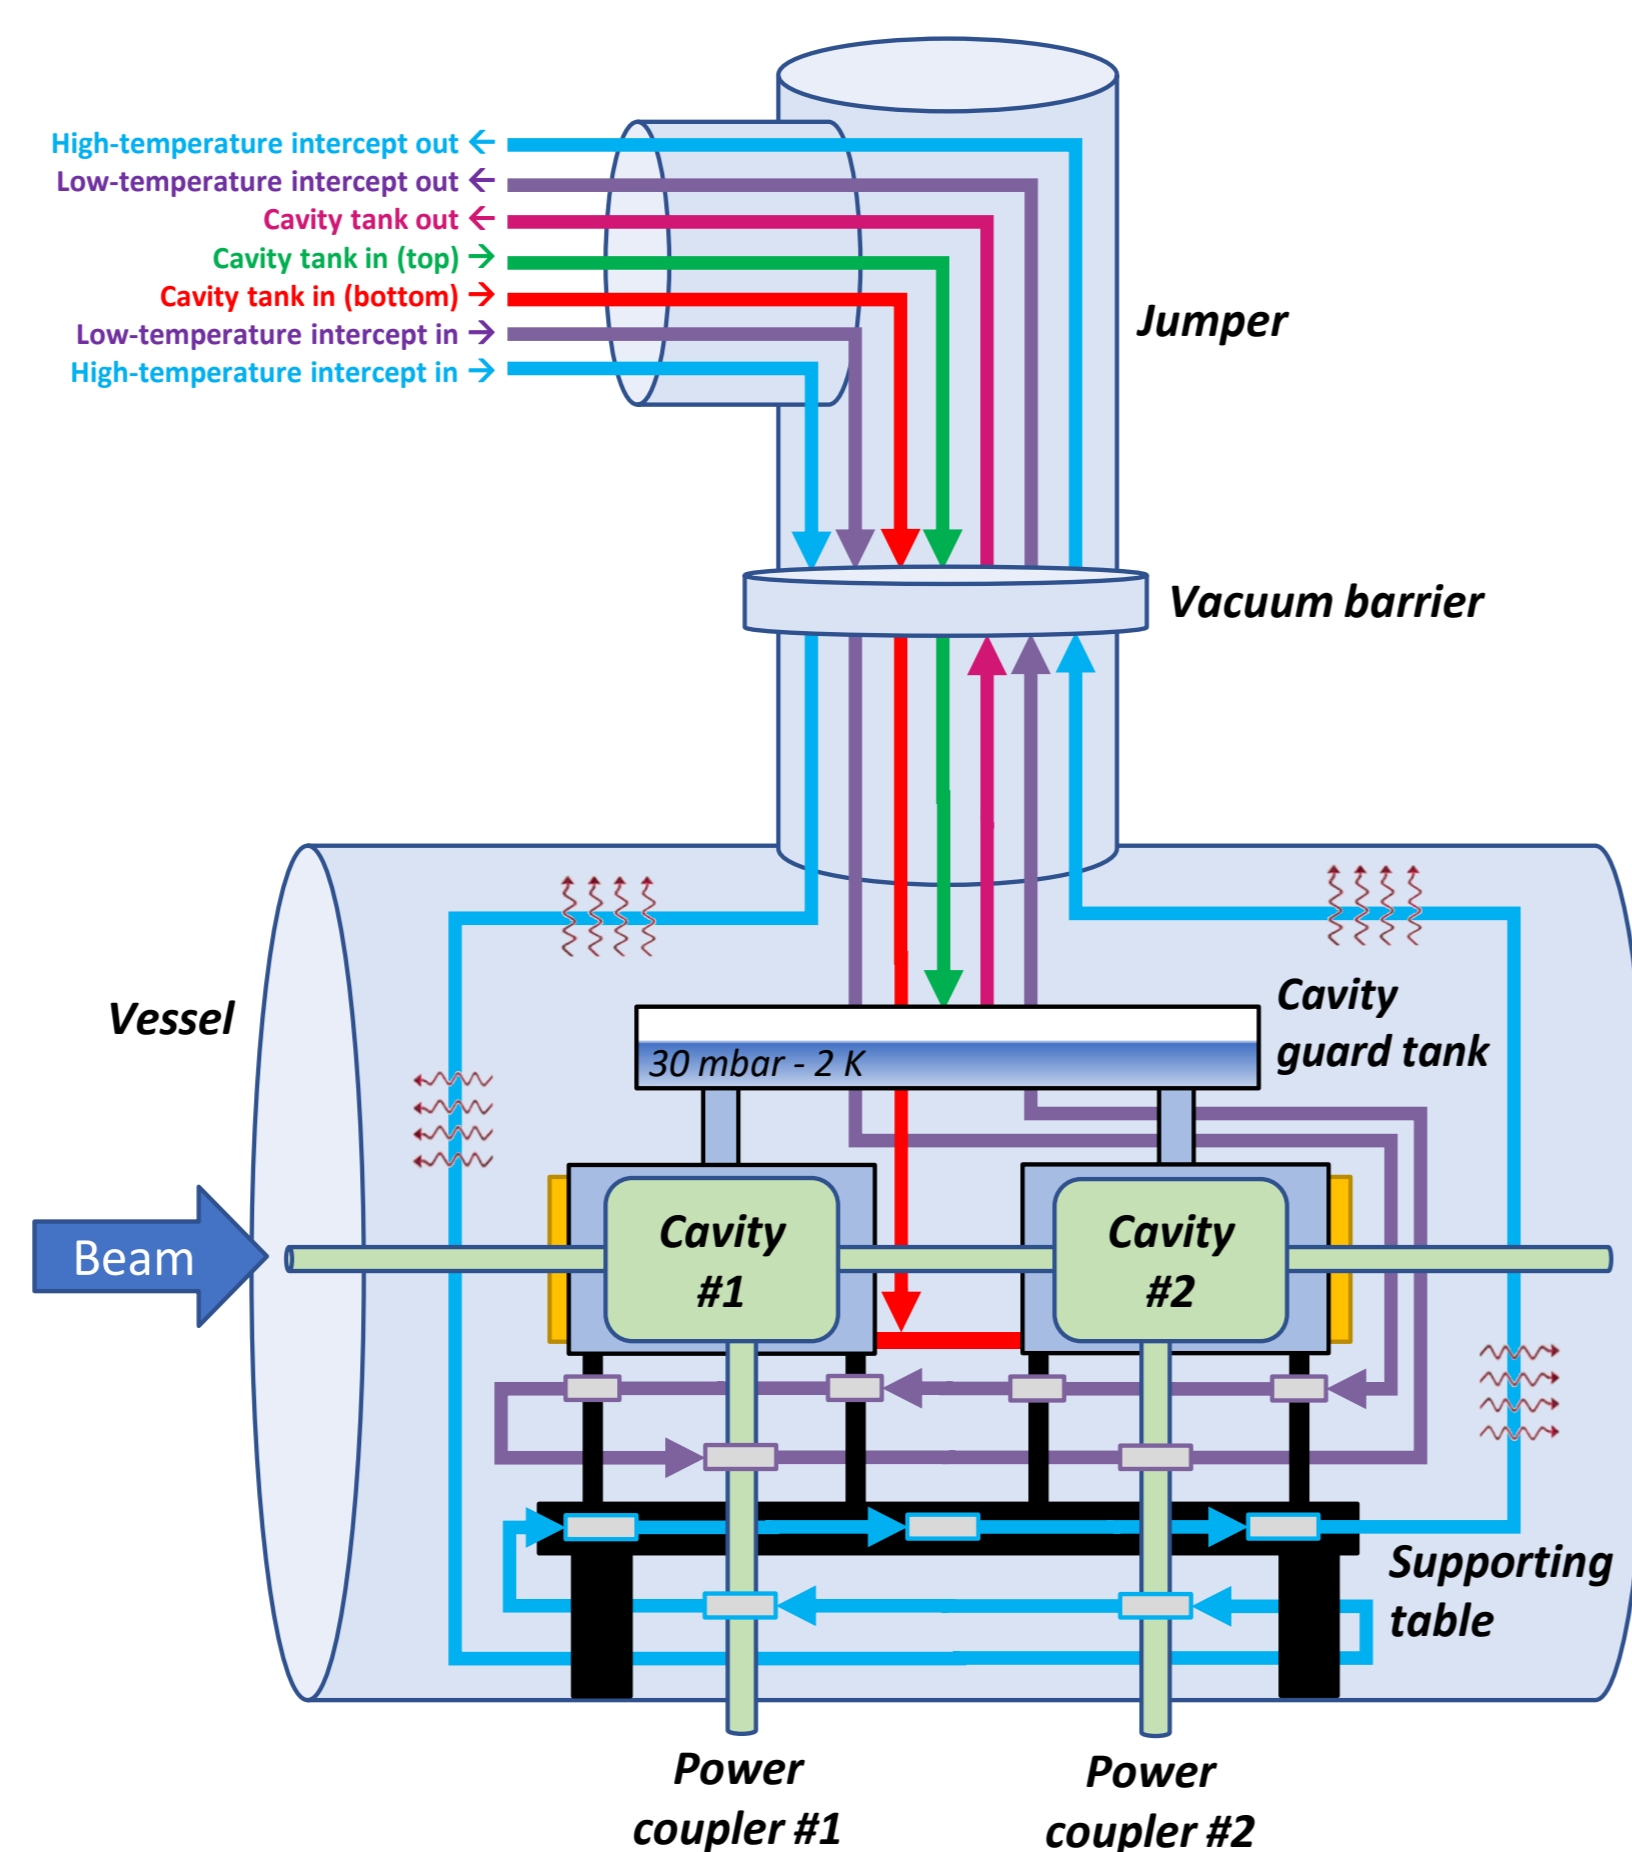 High-temperature intercept out ←
Low-temperature intercept out ←
Cavity tank out ←
Cavity tank in (top) →
Cavity tank in (bottom) →
Low-temperature intercept in →
High-temperature intercept in →
Jumper
Vacuum barrier
Vessel
Cavity
guard tank
30 mbar - 2 K
Beam
Cavity
#1
Cavity
#2
Supporting
table
Power
coupler #1
Power
coupler #2